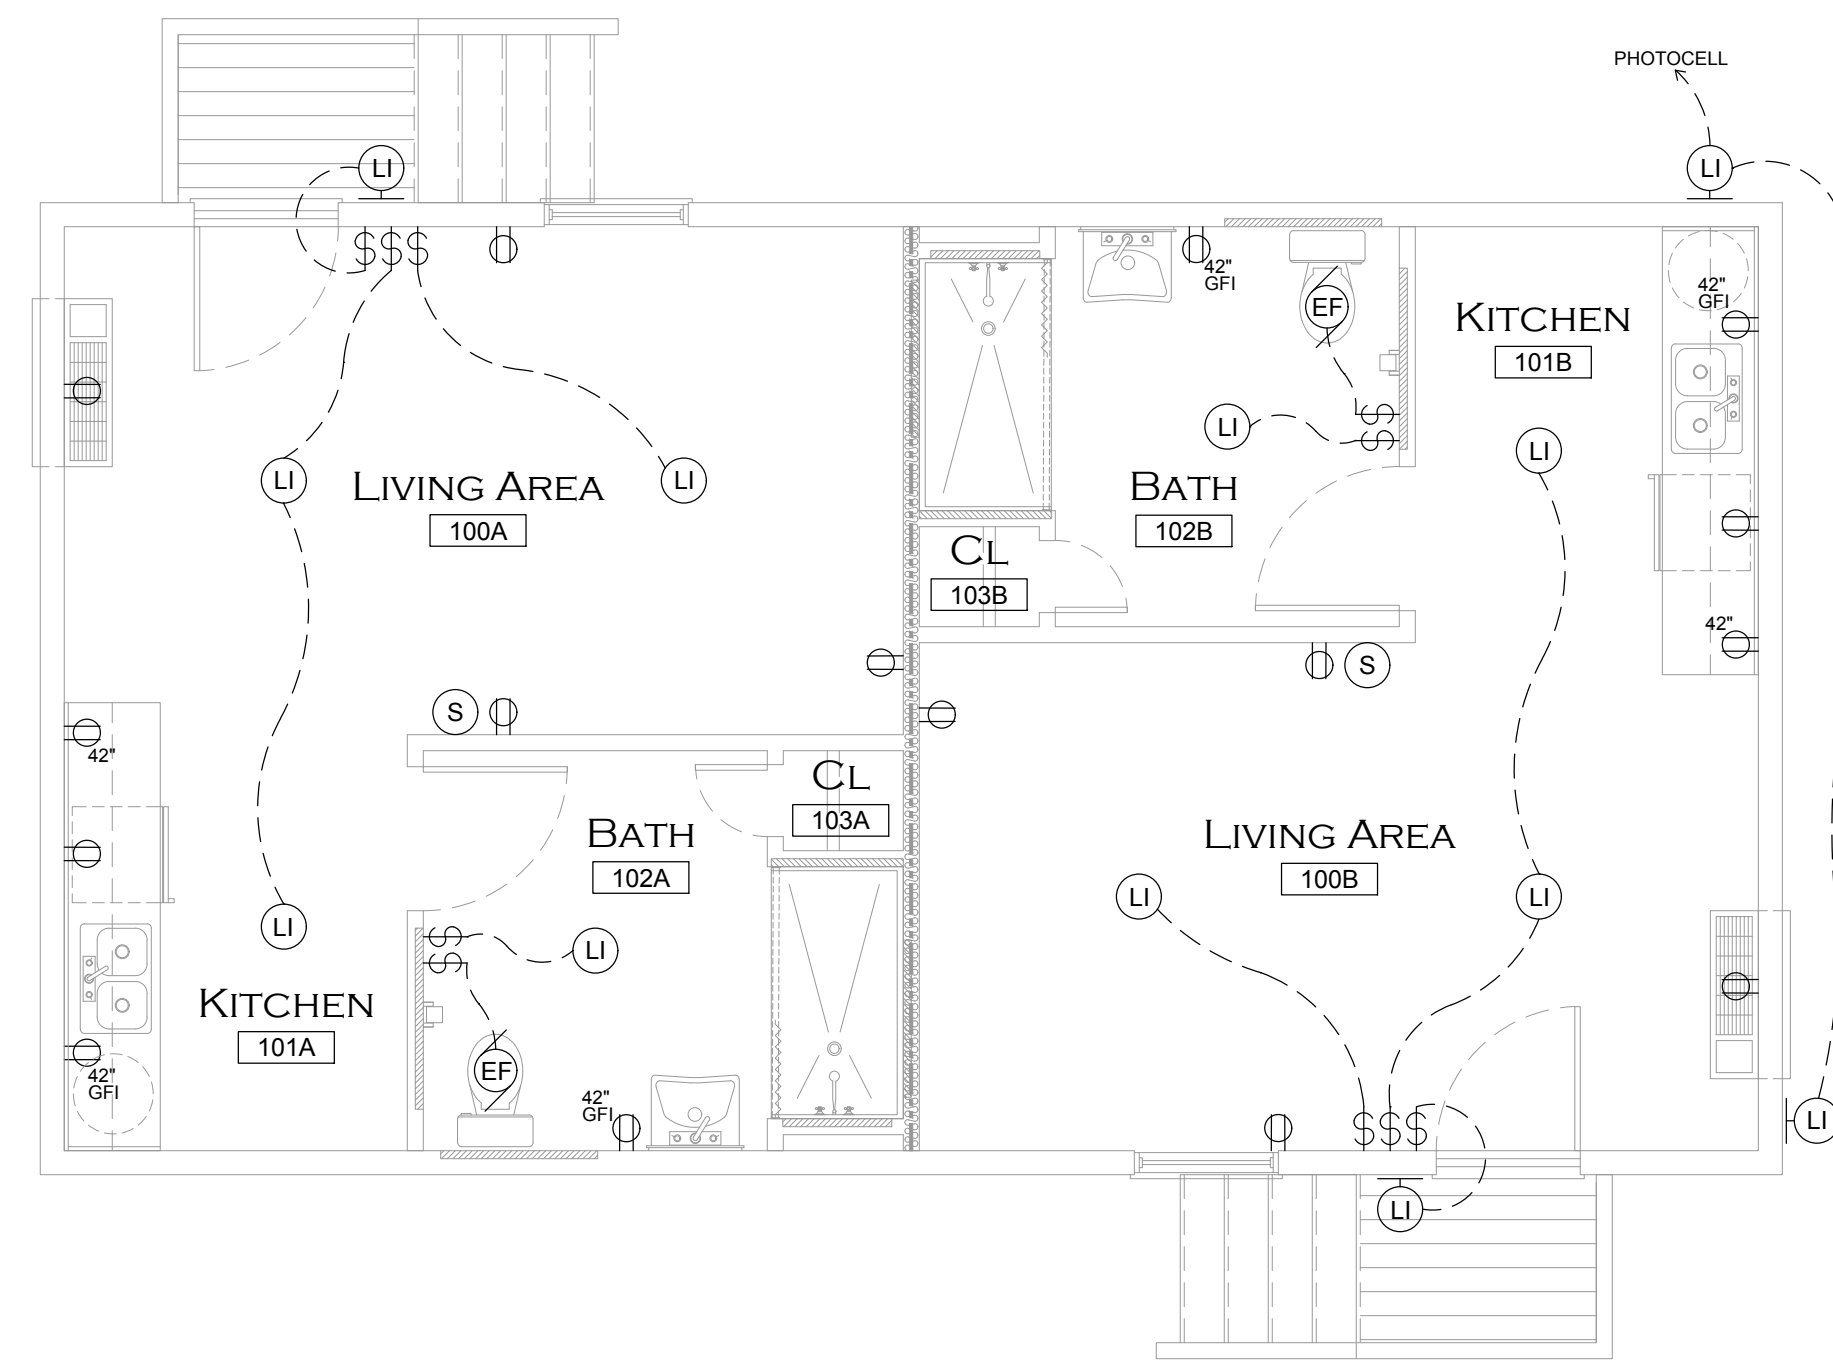 PHOTOCELL
LI
LI
$ $ $
42"
GFI
EF
42"
GFI
KITCHEN
101B
$
LI
$
LI
LI
LIVING AREA
100A
LI
BATH
102B
CL
103B
42"
S
S
42"
CL
103A
BATH
102A
LIVING AREA
100B
LI
LI
LI
$
LI
$
KITCHEN
101A
42"
GFI
EF
42"
GFI
$ $ $
LI
LI